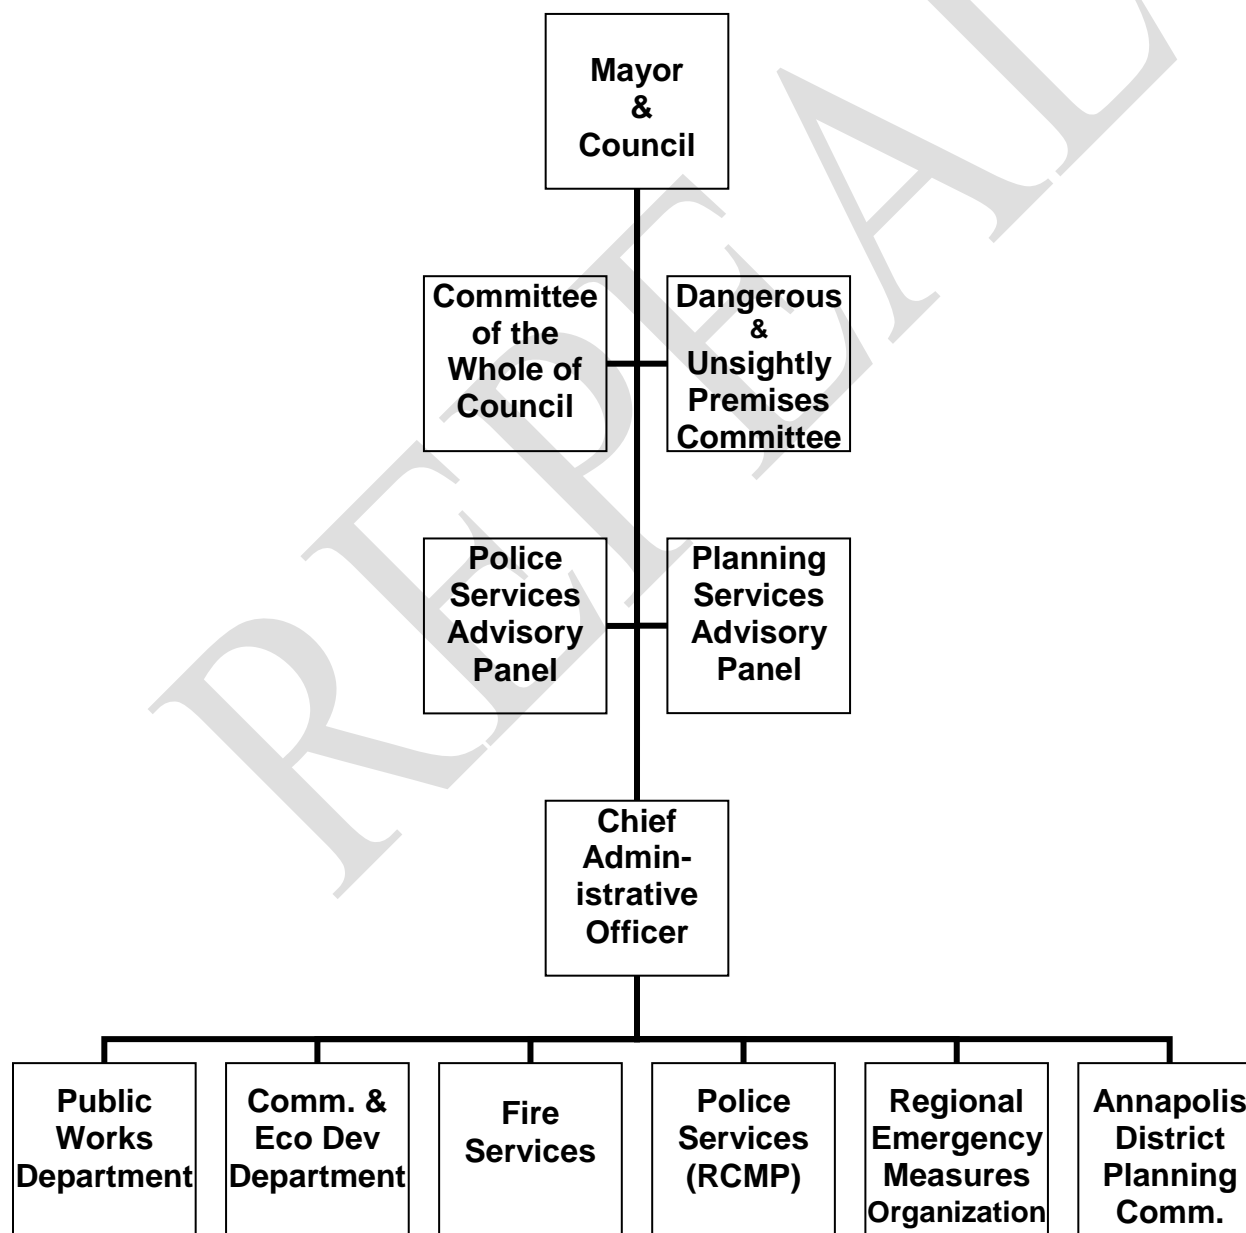 Mayor
&
Council
Committee
of the
Whole of
Council
Dangerous
&
Unsightly
Premises
Committee
Police
Services
Advisory
Panel
Planning
Services
Advisory
Panel
Chief
Admin-
istrative
Officer
Public
Works
Department
Comm. &
Eco Dev
Department
Fire
Services
Police
Services
(RCMP)
Regional
Emergency
Measures
Organization
Annapolis
District
Planning
Comm.
REPEAL